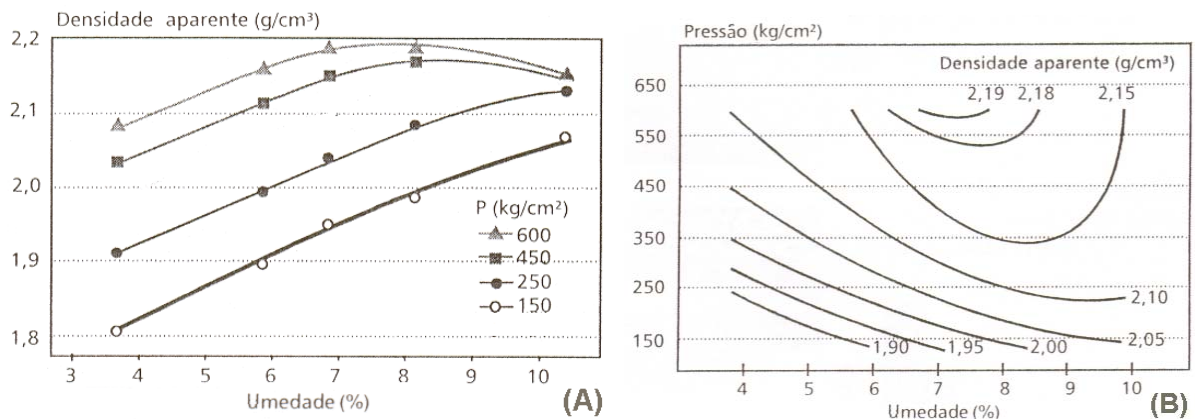 Densidade aparente (g/cm³)
2,2
2,1
2,0
1,9
1,8
P (kg/cm²)
600
450
250
150
3 4 5 6 7 8 9 10
Umedade (%)
(A)
Pressão (kg/cm²)
Densidade aparente (g/cm³)
650
550
450
350
250
150
2,19 2,18 2,15
2,10
2,05
2,00
1,95
1,90
4 5 6 7 8 9 10
Umedade (%)
(B)